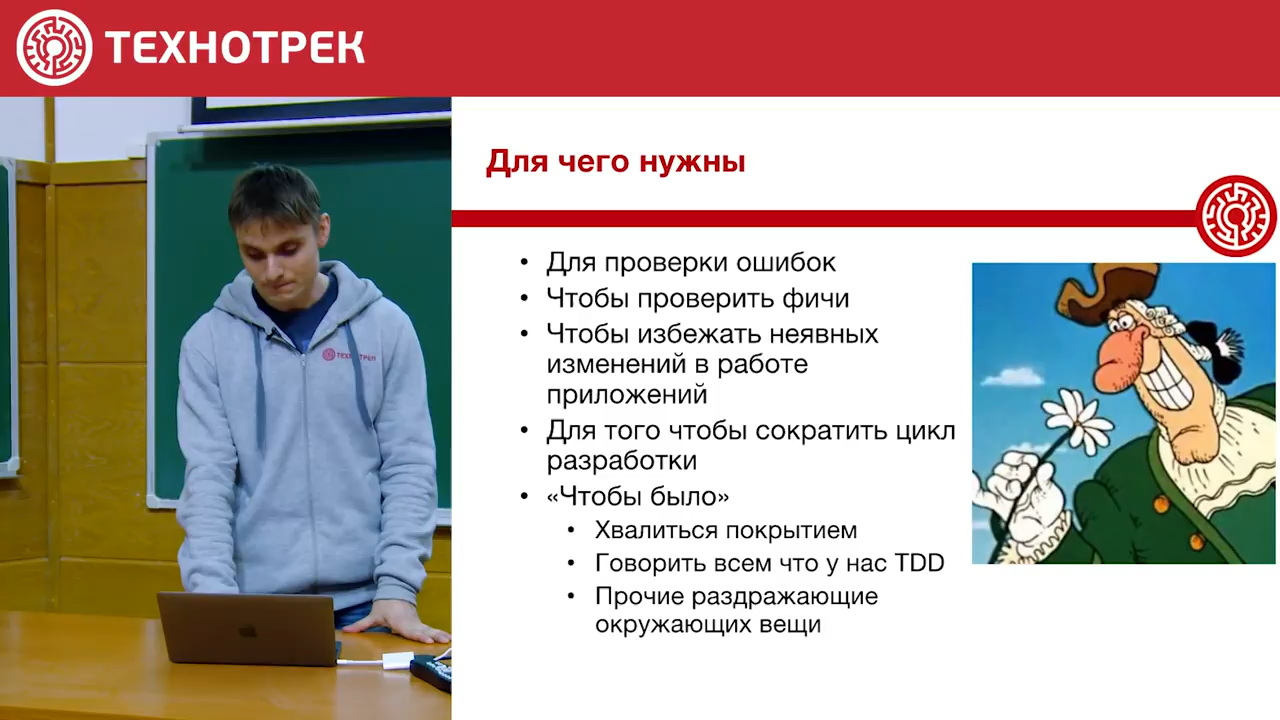 ТЕХНОТРЕК
Для чего нужны
• Для проверки ошибок
• Чтобы проверить фичи
• Чтобы избежать неявных
изменений в работе
приложений
• Для того чтобы сократить цикл
разработки
• «Чтобы было»
• Хвалиться покрытием
• Говорить всем что у нас TDD
• Прочие раздражающие
окружающих вещи
ТЕХНОТРЕК